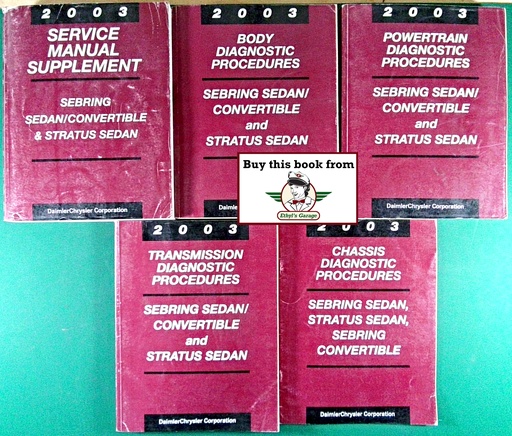 2003
SERVICE
MANUAL
SUPPLEMENT
SEBRING
SEDAN/CONVERTIBLE
& STRATUS SEDAN
DaimlerChrysler Corporation
2003
BODY
DIAGNOSTIC
PROCEDURES
SEBRING SEDAN/
CONVERTIBLE
and
STRATUS SEDAN
DaimlerChrysler
2003
POWERTRAIN
DIAGNOSTIC
PROCEDURES
SEBRING SEDAN/
CONVERTIBLE
and
STRATUS SEDAN
DaimlerChrysler Corporation
Buy this book from
Ethyl's Garage
2003
TRANSMISSION
DIAGNOSTIC
PROCEDURES
SEBRING SEDAN/
CONVERTIBLE
and
STRATUS SEDAN
DaimlerChrysler Corporation
2003
CHASSIS
DIAGNOSTIC
PROCEDURES
SEBRING SEDAN,
STRATUS SEDAN,
SEBRING
CONVERTIBLE
DaimlerChrysler Corporation